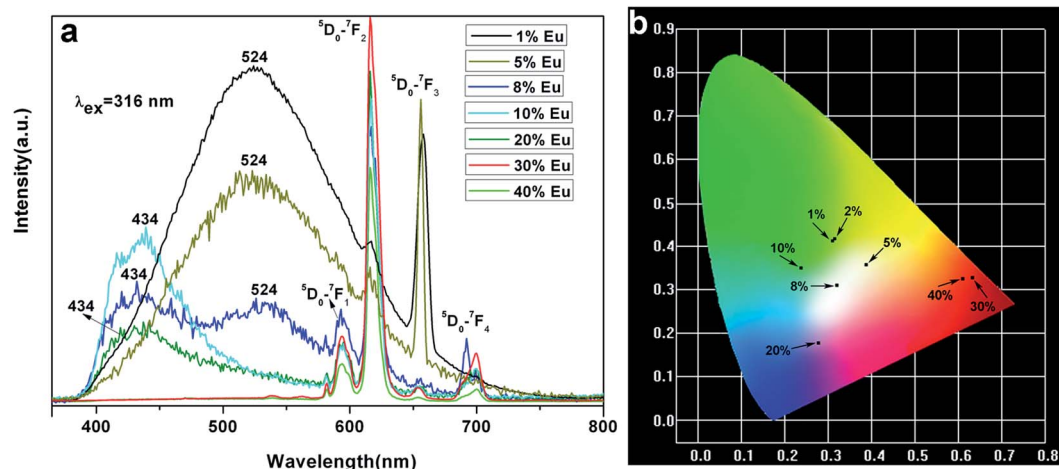 a
λex=316 nm
524
524
434
434
524
434
⁵D₀-⁷F₂
⁵D₀-⁷F₃
⁵D₀-⁷F₁
⁵D₀-⁷F₄
1% Eu
5% Eu
8% Eu
10% Eu
20% Eu
30% Eu
40% Eu
Intensity(a.u.)
400 500 600 700 800
Wavelength(nm)
b
0.9
0.8
0.7
0.6
0.5
0.4
0.3
0.2
0.1
0.0
1%
2%
10%
5%
8%
40%
30%
20%
0.0 0.1 0.2 0.3 0.4 0.5 0.6 0.7 0.8